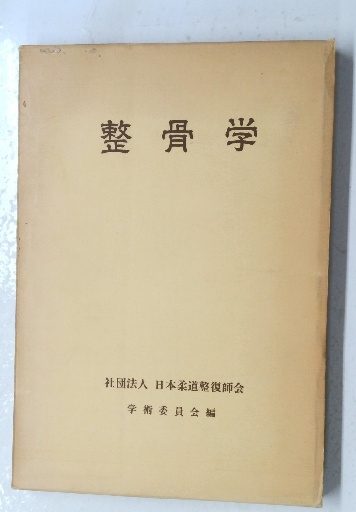 整骨学
社団法人 日本柔道整復師会
学術委員会編